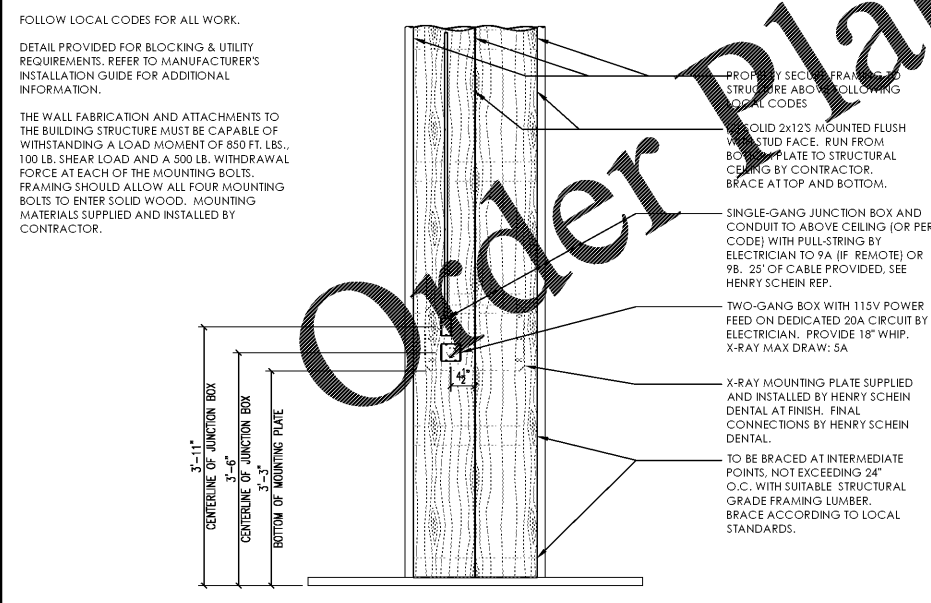 FOLLOW LOCAL CODES FOR ALL WORK.
DETAIL PROVIDED FOR BLOCKING & UTILITY
REQUIREMENTS. REFER TO MANUFACTURER'S
INSTALLATION GUIDE FOR ADDITIONAL
INFORMATION.
THE WALL FABRICATION AND ATTACHMENTS TO
THE BUILDING STRUCTURE MUST BE CAPABLE OF
WITHSTANDING A LOAD MOMENT OF 850 FT. LBS.,
100 LB. SHEAR LOAD AND A 500 LB. WITHDRAWAL
FORCE AT EACH OF THE MOUNTING BOLTS.
FRAMING SHOULD ALLOW ALL FOUR MOUNTING
BOLTS TO ENTER SOLID WOOD. MOUNTING
MATERIALS SUPPLIED AND INSTALLED BY
CONTRACTOR.
Order Pla
PROPERLY SECURE FRAMING TO
STRUCTURE ABOVE FOLLOWING
LOCAL CODES
SOLID 2x12'S MOUNTED FLUSH
WITH STUD FACE. RUN FROM
BOTTOM PLATE TO STRUCTURAL
CEILING BY CONTRACTOR.
BRACE AT TOP AND BOTTOM.
SINGLE-GANG JUNCTION BOX AND
CONDUIT TO ABOVE CEILING (OR PER
CODE) WITH PULL-STRING BY
ELECTRICIAN TO 9A (IF REMOTE) OR
9B. 25' OF CABLE PROVIDED, SEE
HENRY SCHEIN REP.
TWO-GANG BOX WITH 115V POWER
FEED ON DEDICATED 20A CIRCUIT BY
ELECTRICIAN. PROVIDE 18" WHIP.
X-RAY MAX DRAW: 5A
X-RAY MOUNTING PLATE SUPPLIED
AND INSTALLED BY HENRY SCHEIN
DENTAL AT FINISH. FINAL
CONNECTIONS BY HENRY SCHEIN
DENTAL.
TO BE BRACED AT INTERMEDIATE
POINTS, NOT EXCEEDING 24"
O.C. WITH SUITABLE STRUCTURAL
GRADE FRAMING LUMBER.
BRACE ACCORDING TO LOCAL
STANDARDS.
4½"
3'-11"
CENTERLINE OF JUNCTION BOX
3'-6"
CENTERLINE OF JUNCTION BOX
3'-3"
BOTTOM OF MOUNTING PLATE